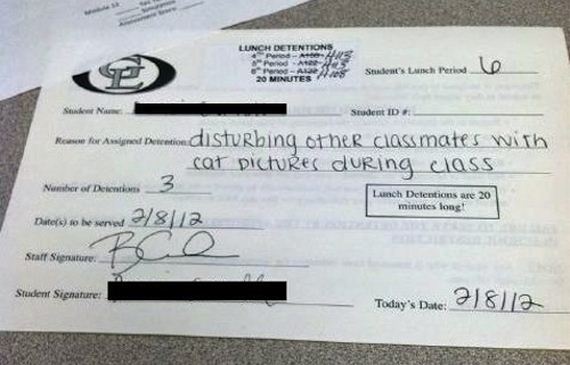 Module 12
LUNCH DETENTIONS
4th Period - A100- A113
5th Period - A122- A113
6th Period - A122 A108
20 MINUTES
Student's Lunch Period 6
Student Name:
Student ID #:
Reason for Assigned Detention: disturbing other classmates with
cat pictures during class
Number of Detentions 3
Lunch Detentions are 20
minutes long!
Date(s) to be served 2/8/12
Staff Signature:
Student Signature:
Today's Date: 2/8/12